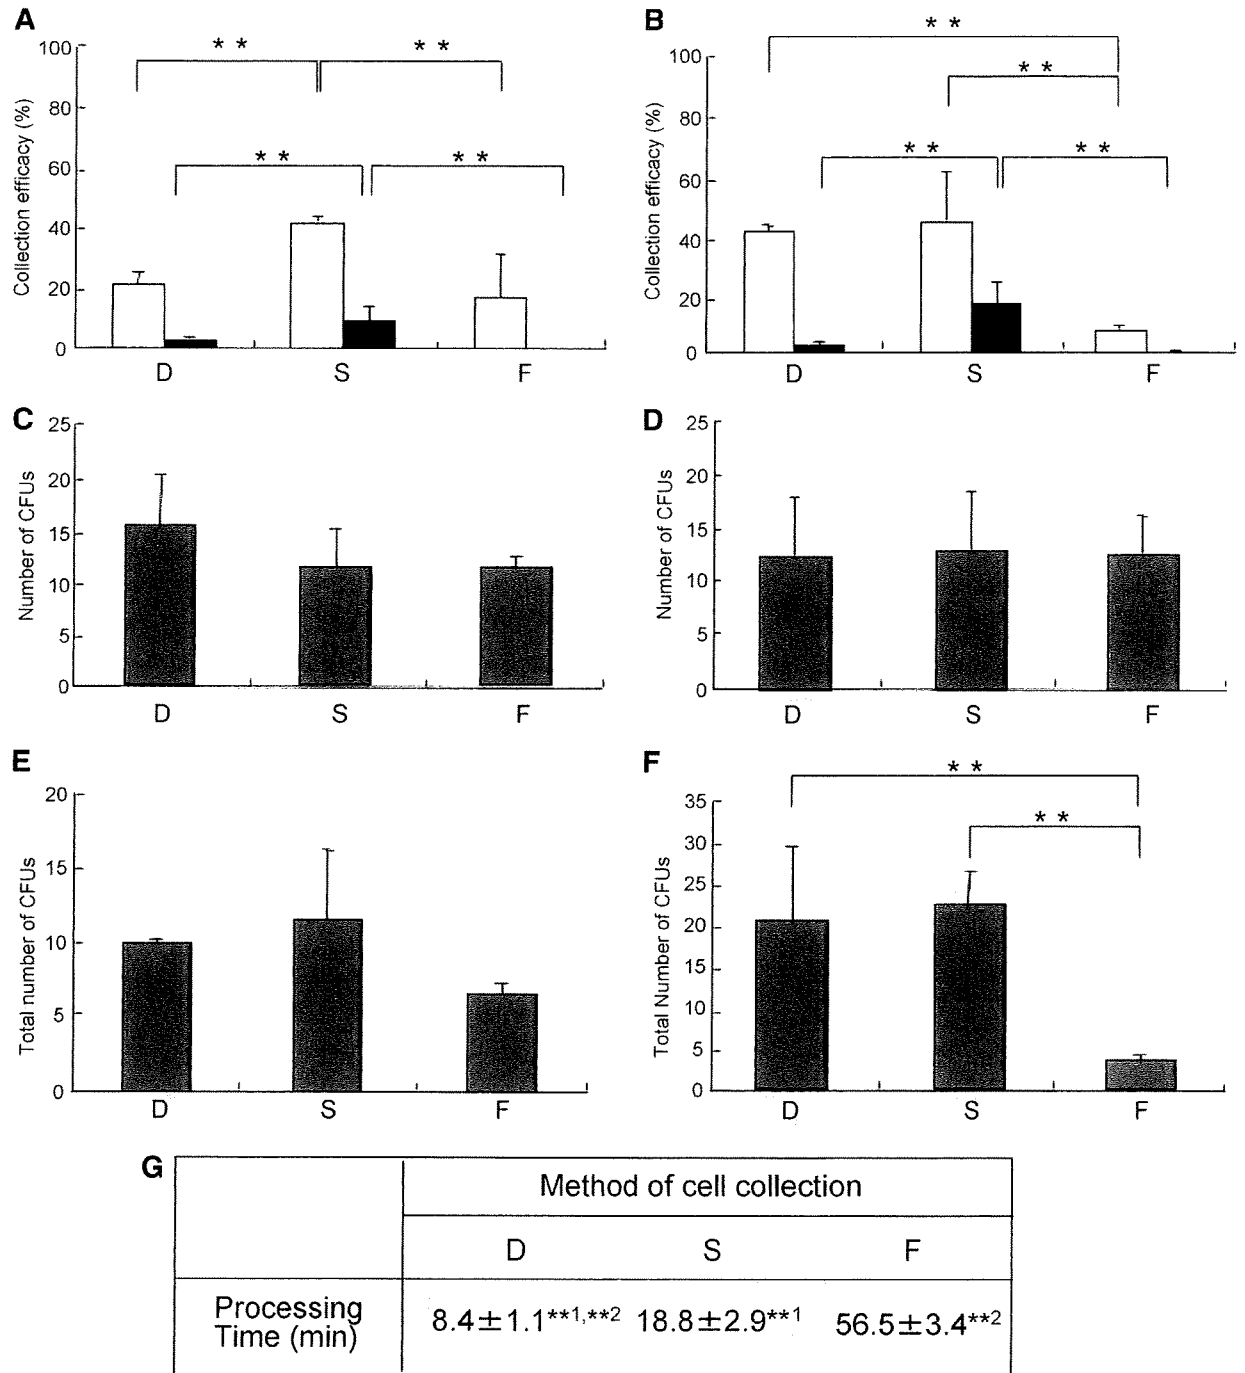 A
* *
* *
100
80
60
40
20
0
Collection efficacy (%)
* *
* *
D S F
B
* *
* *
100
80
60
40
20
0
Collection efficacy (%)
* *
* *
D S F
C
25
20
15
10
5
0
Number of CFUs
D S F
D
25
20
15
10
5
0
Number of CFUs
D S F
E
20
15
10
5
0
Total number of CFUs
D S F
F
* *
* *
35
30
25
20
15
10
5
0
Total Number of CFUs
D S F
G
Method of cell collection
D S F
Processing
Time (min)
8.4±1.1**1,**2 18.8±2.9**1 56.5±3.4**2